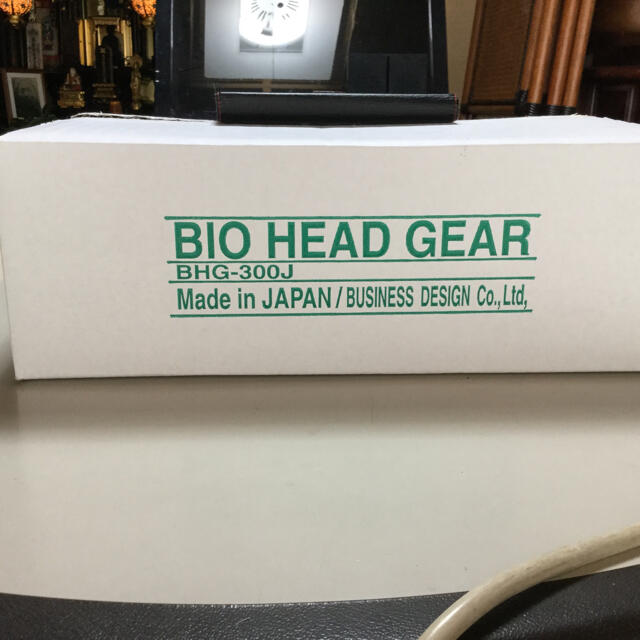 BIO HEAD GEAR
BHG-300J
Made in JAPAN/BUSINESS DESIGN Co.,Ltd,